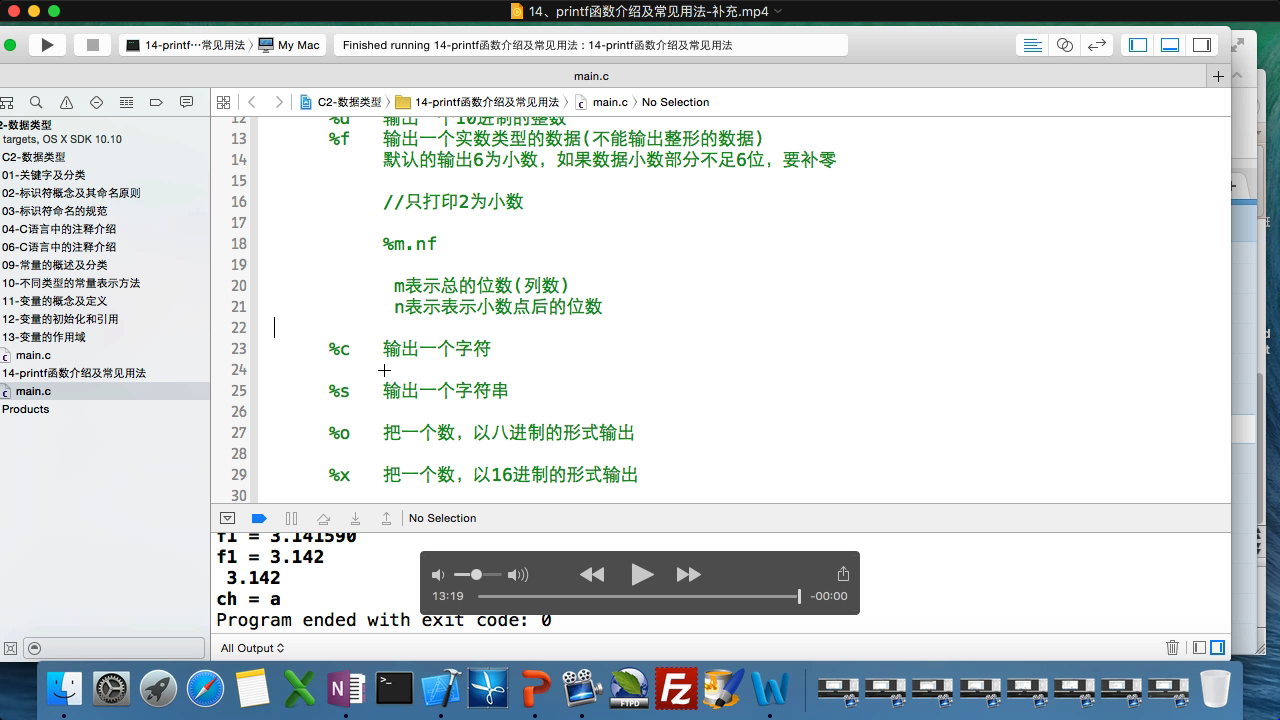 14、printf函数介绍及常见用法-补充.mp4
14-printf···常见用法 〉 My Mac
Finished running 14-printf函数介绍及常见用法 : 14-printf函数介绍及常见用法
main.c
C2-数据类型 〉 14-printf函数介绍及常见用法 〉 main.c 〉 No Selection
2-数据类型
targets, OS X SDK 10.10
C2-数据类型
01-关键字及分类
02-标识符概念及其命名原则
03-标识符命名的规范
04-C语言中的注释介绍
06-C语言中的注释介绍
09-常量的概述及分类
10-不同类型的常量表示方法
11-变量的概念及定义
12-变量的初始化和引用
13-变量的作用域
main.c
14-printf函数介绍及常见用法
main.c
Products
12 %d 输出一个10进制的整数
13 %f 输出一个实数类型的数据(不能输出整形的数据)
14 默认的输出6为小数，如果数据小数部分不足6位，要补零
15
16 //只打印2为小数
17
18 %m.nf
19
20 m表示总的位数(列数)
21 n表示表示小数点后的位数
22
23 %c 输出一个字符
24
25 %s 输出一个字符串
26
27 %o 把一个数，以八进制的形式输出
28
29 %x 把一个数，以16进制的形式输出
30
No Selection
f1 = 3.141590
f1 = 3.142
3.142
ch = a
Program ended with exit code: 0
13:19 -00:00
All Output
FTPD
Fz